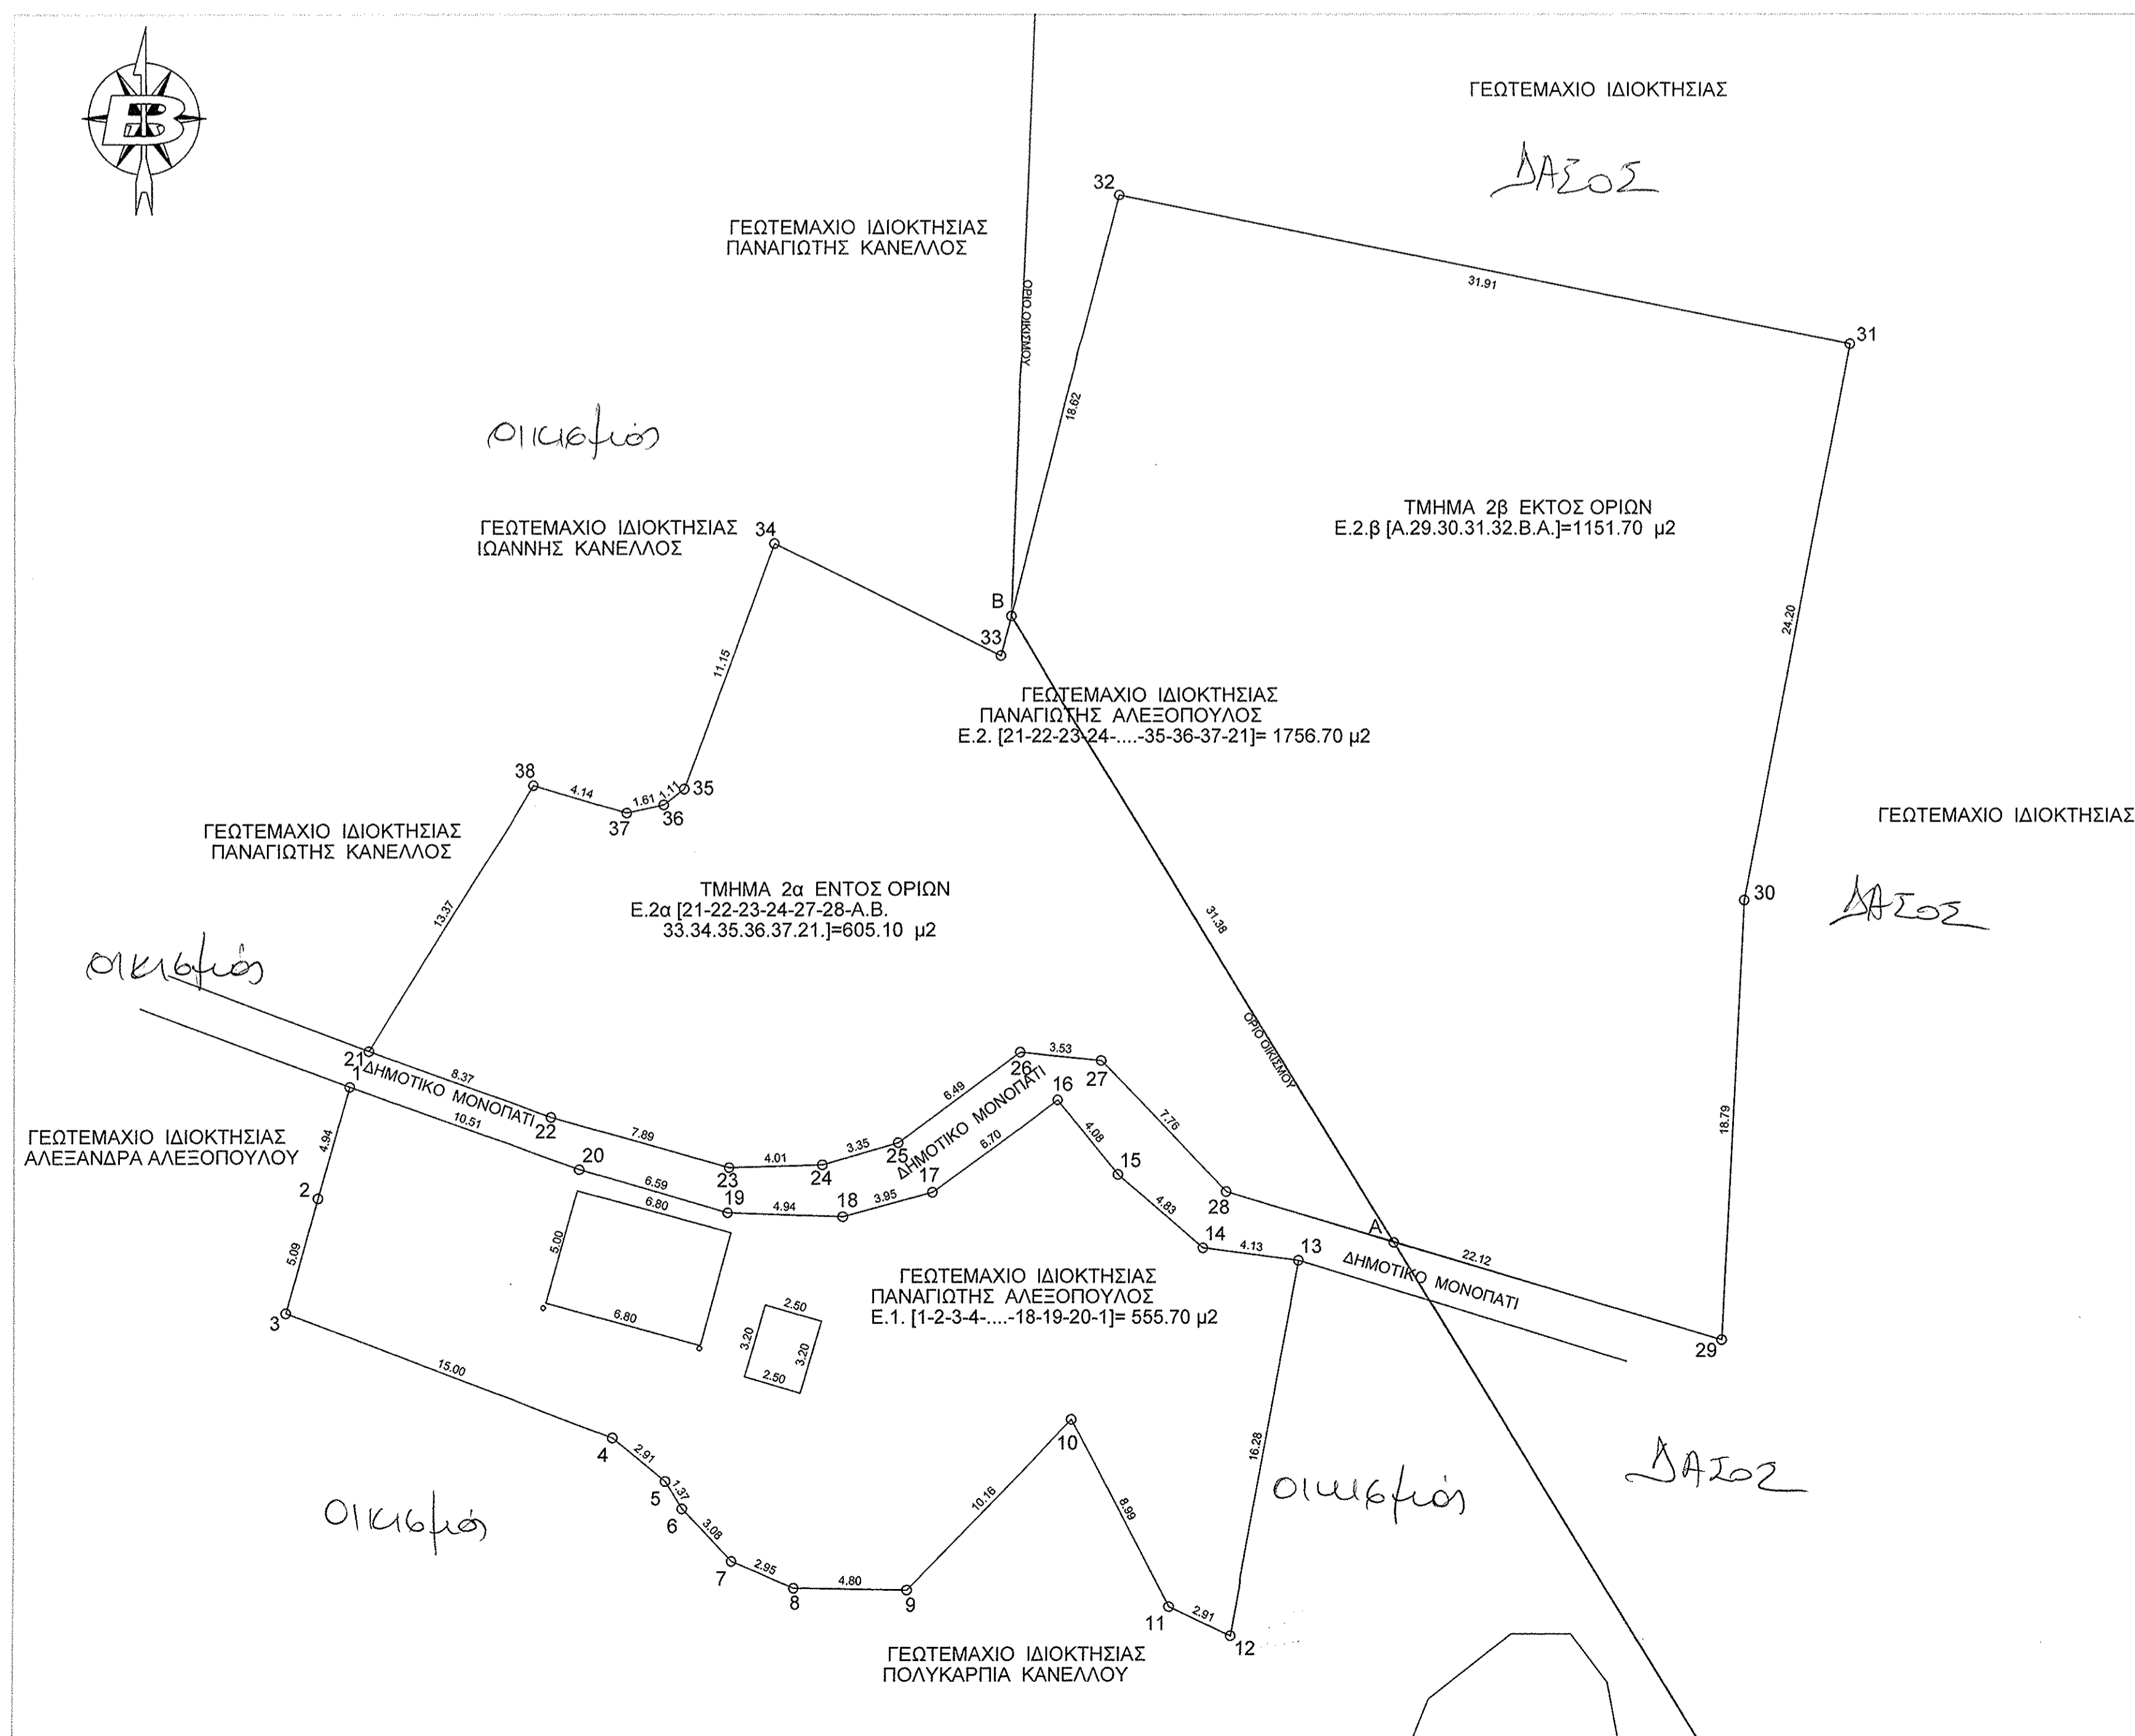 Β
ΓΕΩΤΕΜΑΧΙΟ ΙΔΙΟΚΤΗΣΙΑΣ
ΔΑΣΟΣ
32
ΓΕΩΤΕΜΑΧΙΟ ΙΔΙΟΚΤΗΣΙΑΣ
ΠΑΝΑΓΙΩΤΗΣ ΚΑΝΕΛΛΟΣ
31.91
ΟΡΙΟ ΟΙΚΙΣΜΟΥ
31
18.62
οικισμός
ΤΜΗΜΑ 2β ΕΚΤΟΣ ΟΡΙΩΝ
Ε.2.β [Α.29.30.31.32.Β.Α.]=1151.70 μ2
ΓΕΩΤΕΜΑΧΙΟ ΙΔΙΟΚΤΗΣΙΑΣ
ΙΩΑΝΝΗΣ ΚΑΝΕΛΛΟΣ
34
Β
33
24.20
11.15
ΓΕΩΤΕΜΑΧΙΟ ΙΔΙΟΚΤΗΣΙΑΣ
ΠΑΝΑΓΙΩΤΗΣ ΑΛΕΞΟΠΟΥΛΟΣ
Ε.2. [21-22-23-24-....-35-36-37-21]= 1756.70 μ2
38
4.14
1.61
1.11
35
36
37
ΓΕΩΤΕΜΑΧΙΟ ΙΔΙΟΚΤΗΣΙΑΣ
ΓΕΩΤΕΜΑΧΙΟ ΙΔΙΟΚΤΗΣΙΑΣ
ΠΑΝΑΓΙΩΤΗΣ ΚΑΝΕΛΛΟΣ
13.37
ΤΜΗΜΑ 2α ΕΝΤΟΣ ΟΡΙΩΝ
Ε.2α [21-22-23-24-27-28-Α.Β.
33.34.35.36.37.21.]=605.10 μ2
31.38
30
ΔΑΣΟΣ
οικισμός
ΟΡΙΟ ΟΙΚΙΣΜΟΥ
21
1
ΔΗΜΟΤΙΚΟ ΜΟΝΟΠΑΤΙ
8.37
10.51
22
7.89
20
6.59
23
19
4.01
4.94
24
18
3.35
3.95
25
17
6.49
ΔΗΜΟΤΙΚΟ ΜΟΝΟΠΑΤΙ
6.70
26
16
3.53
27
4.08
15
7.76
4.83
28
14
4.13
13
Α
22.12
ΔΗΜΟΤΙΚΟ ΜΟΝΟΠΑΤΙ
18.79
29
ΓΕΩΤΕΜΑΧΙΟ ΙΔΙΟΚΤΗΣΙΑΣ
ΑΛΕΞΑΝΔΡΑ ΑΛΕΞΟΠΟΥΛΟΥ
4.94
2
5.09
3
6.80
5.00
6.80
2.50
3.20
3.20
2.50
ΓΕΩΤΕΜΑΧΙΟ ΙΔΙΟΚΤΗΣΙΑΣ
ΠΑΝΑΓΙΩΤΗΣ ΑΛΕΞΟΠΟΥΛΟΣ
Ε.1. [1-2-3-4-....-18-19-20-1]= 555.70 μ2
15.00
4
2.91
5
1.37
6
3.08
7
2.95
8
4.80
9
10.16
10
8.99
11
2.91
12
16.28
οικισμός
οικισμός
ΔΑΣΟΣ
ΓΕΩΤΕΜΑΧΙΟ ΙΔΙΟΚΤΗΣΙΑΣ
ΠΟΛΥΚΑΡΠΙΑ ΚΑΝΕΛΛΟΥ